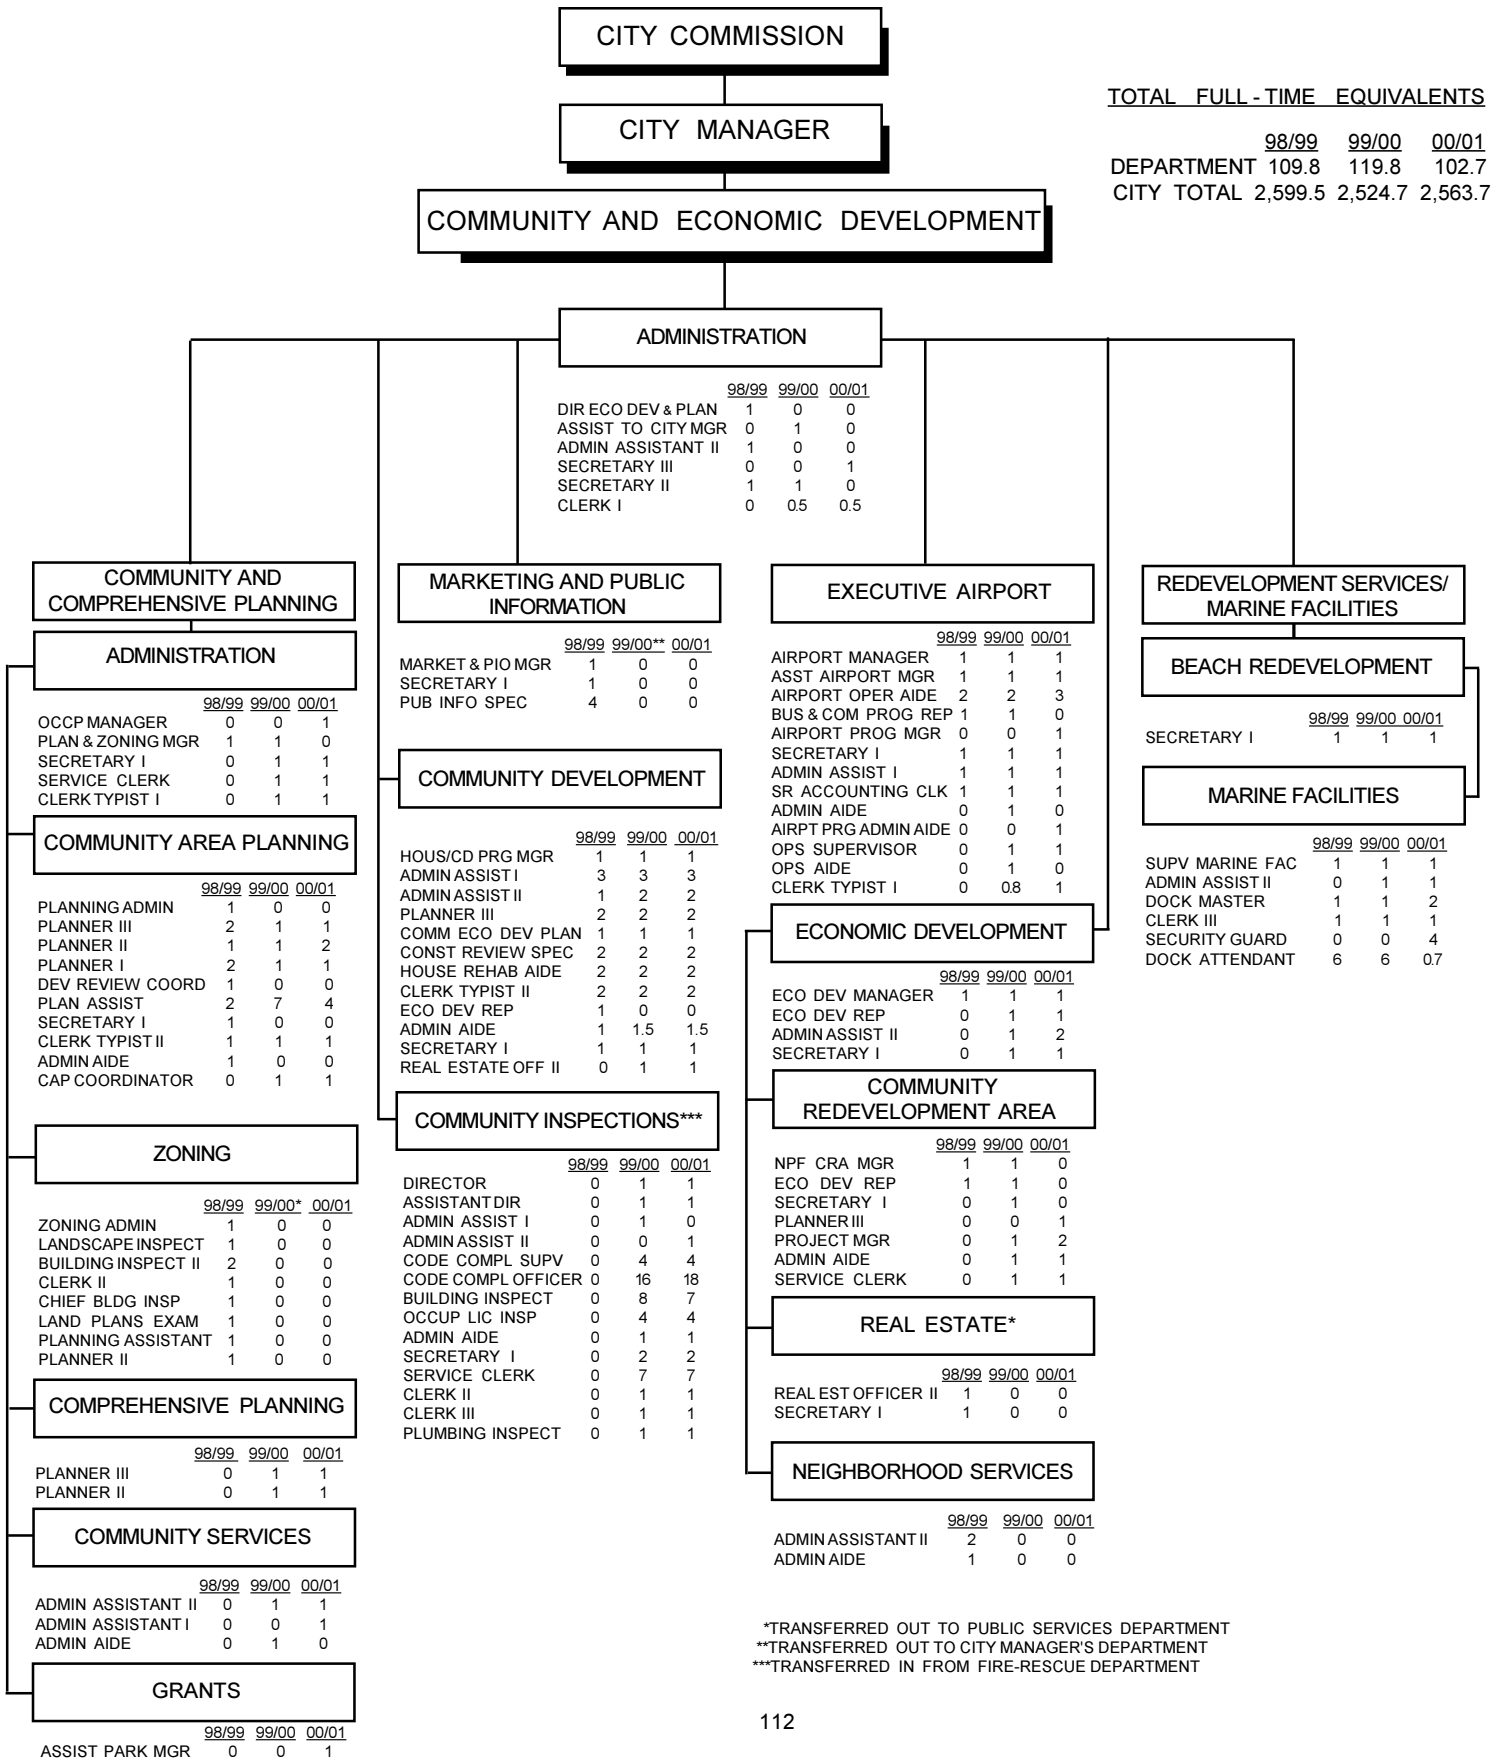 CITY COMMISSION
CITY MANAGER
COMMUNITY AND ECONOMIC DEVELOPMENT
TOTAL FULL - TIME EQUIVALENTS
98/99 99/00 00/01
DEPARTMENT 109.8 119.8 102.7
CITY TOTAL 2,599.5 2,524.7 2,563.7
ADMINISTRATION
98/99 99/00 00/01
DIR ECO DEV & PLAN 1 0 0
ASSIST TO CITY MGR 0 1 0
ADMIN ASSISTANT II 1 0 0
SECRETARY III 0 0 1
SECRETARY II 1 1 0
CLERK I 0 0.5 0.5
COMMUNITY AND
COMPREHENSIVE PLANNING
ADMINISTRATION
98/99 99/00 00/01
OCCP MANAGER 0 0 1
PLAN & ZONING MGR 1 1 0
SECRETARY I 0 1 1
SERVICE CLERK 0 1 1
CLERK TYPIST I 0 1 1
COMMUNITY AREA PLANNING
98/99 99/00 00/01
PLANNING ADMIN 1 0 0
PLANNER III 2 1 1
PLANNER II 1 1 2
PLANNER I 2 1 1
DEV REVIEW COORD 1 0 0
PLAN ASSIST 2 7 4
SECRETARY I 1 0 0
CLERK TYPIST II 1 1 1
ADMIN AIDE 1 0 0
CAP COORDINATOR 0 1 1
ZONING
98/99 99/00* 00/01
ZONING ADMIN 1 0 0
LANDSCAPE INSPECT 1 0 0
BUILDING INSPECT II 2 0 0
CLERK II 1 0 0
CHIEF BLDG INSP 1 0 0
LAND PLANS EXAM 1 0 0
PLANNING ASSISTANT 1 0 0
PLANNER II 1 0 0
COMPREHENSIVE PLANNING
98/99 99/00 00/01
PLANNER III 0 1 1
PLANNER II 0 1 1
COMMUNITY SERVICES
98/99 99/00 00/01
ADMIN ASSISTANT II 0 1 1
ADMIN ASSISTANT I 0 0 1
ADMIN AIDE 0 1 0
GRANTS
98/99 99/00 00/01
ASSIST PARK MGR 0 0 1
MARKETING AND PUBLIC
INFORMATION
98/99 99/00** 00/01
MARKET & PIO MGR 1 0 0
SECRETARY I 1 0 0
PUB INFO SPEC 4 0 0
COMMUNITY DEVELOPMENT
98/99 99/00 00/01
HOUS/CD PRG MGR 1 1 1
ADMIN ASSIST I 3 3 3
ADMIN ASSIST II 1 2 2
PLANNER III 2 2 2
COMM ECO DEV PLAN 1 1 1
CONST REVIEW SPEC 2 2 2
HOUSE REHAB AIDE 2 2 2
CLERK TYPIST II 2 2 2
ECO DEV REP 1 0 0
ADMIN AIDE 1 1.5 1.5
SECRETARY I 1 1 1
REAL ESTATE OFF II 0 1 1
COMMUNITY INSPECTIONS***
98/99 99/00 00/01
DIRECTOR 0 1 1
ASSISTANT DIR 0 1 1
ADMIN ASSIST I 0 1 0
ADMIN ASSIST II 0 0 1
CODE COMPL SUPV 0 4 4
CODE COMPL OFFICER 0 16 18
BUILDING INSPECT 0 8 7
OCCUP LIC INSP 0 4 4
ADMIN AIDE 0 1 1
SECRETARY I 0 2 2
SERVICE CLERK 0 7 7
CLERK II 0 1 1
CLERK III 0 1 1
PLUMBING INSPECT 0 1 1
EXECUTIVE AIRPORT
98/99 99/00 00/01
AIRPORT MANAGER 1 1 1
ASST AIRPORT MGR 1 1 1
AIRPORT OPER AIDE 2 2 3
BUS & COM PROG REP 1 1 0
AIRPORT PROG MGR 0 0 1
SECRETARY I 1 1 1
ADMIN ASSIST I 1 1 1
SR ACCOUNTING CLK 1 1 1
ADMIN AIDE 0 1 0
AIRPT PRG ADMIN AIDE 0 0 1
OPS SUPERVISOR 0 1 1
OPS AIDE 0 1 0
CLERK TYPIST I 0 0.8 1
ECONOMIC DEVELOPMENT
98/99 99/00 00/01
ECO DEV MANAGER 1 1 1
ECO DEV REP 0 1 1
ADMIN ASSIST II 0 1 2
SECRETARY I 0 1 1
COMMUNITY
REDEVELOPMENT AREA
98/99 99/00 00/01
NPF CRA MGR 1 1 0
ECO DEV REP 1 1 0
SECRETARY I 0 1 0
PLANNER III 0 0 1
PROJECT MGR 0 1 2
ADMIN AIDE 0 1 1
SERVICE CLERK 0 1 1
REAL ESTATE*
98/99 99/00 00/01
REAL EST OFFICER II 1 0 0
SECRETARY I 1 0 0
NEIGHBORHOOD SERVICES
98/99 99/00 00/01
ADMIN ASSISTANT II 2 0 0
ADMIN AIDE 1 0 0
REDEVELOPMENT SERVICES/
MARINE FACILITIES
BEACH REDEVELOPMENT
98/99 99/00 00/01
SECRETARY I 1 1 1
MARINE FACILITIES
98/99 99/00 00/01
SUPV MARINE FAC 1 1 1
ADMIN ASSIST II 0 1 1
DOCK MASTER 1 1 2
CLERK III 1 1 1
SECURITY GUARD 0 0 4
DOCK ATTENDANT 6 6 0.7
*TRANSFERRED OUT TO PUBLIC SERVICES DEPARTMENT
**TRANSFERRED OUT TO CITY MANAGER'S DEPARTMENT
***TRANSFERRED IN FROM FIRE-RESCUE DEPARTMENT
112